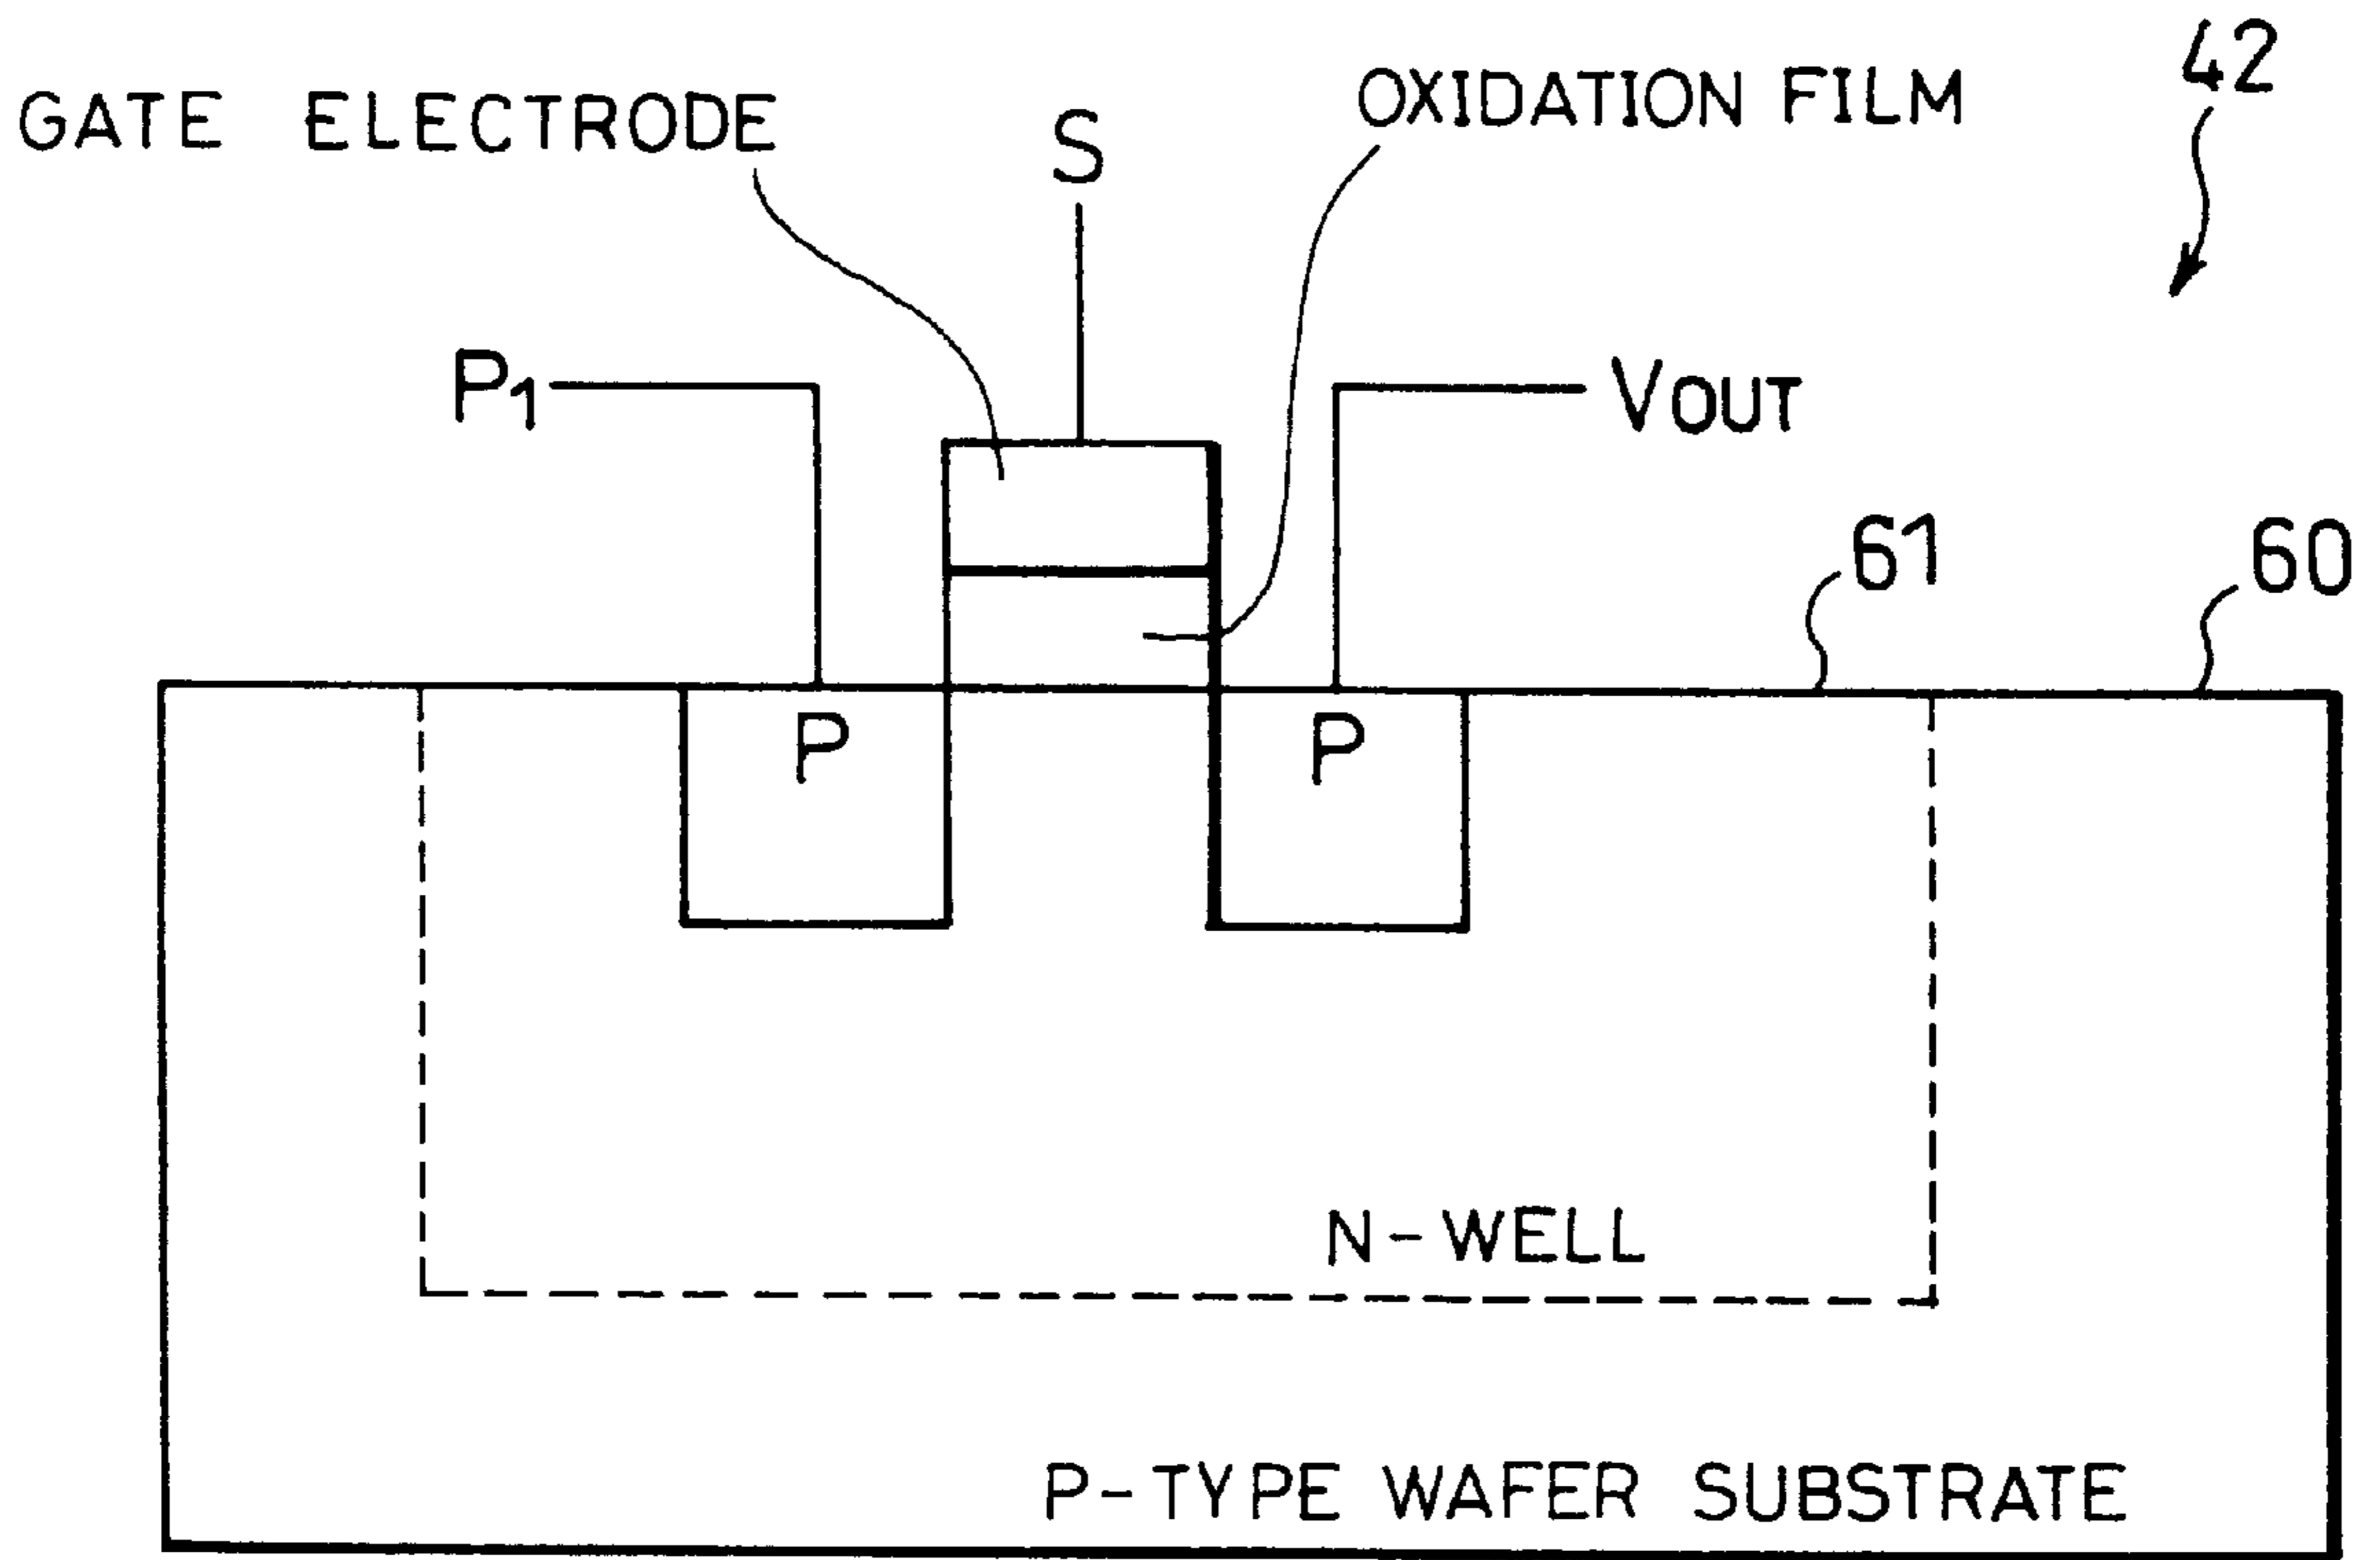 42
GATE ELECTRODE
OXIDATION FILM
S
P1
VOUT
61
60
P
P
N-WELL
P-TYPE WAFER SUBSTRATE